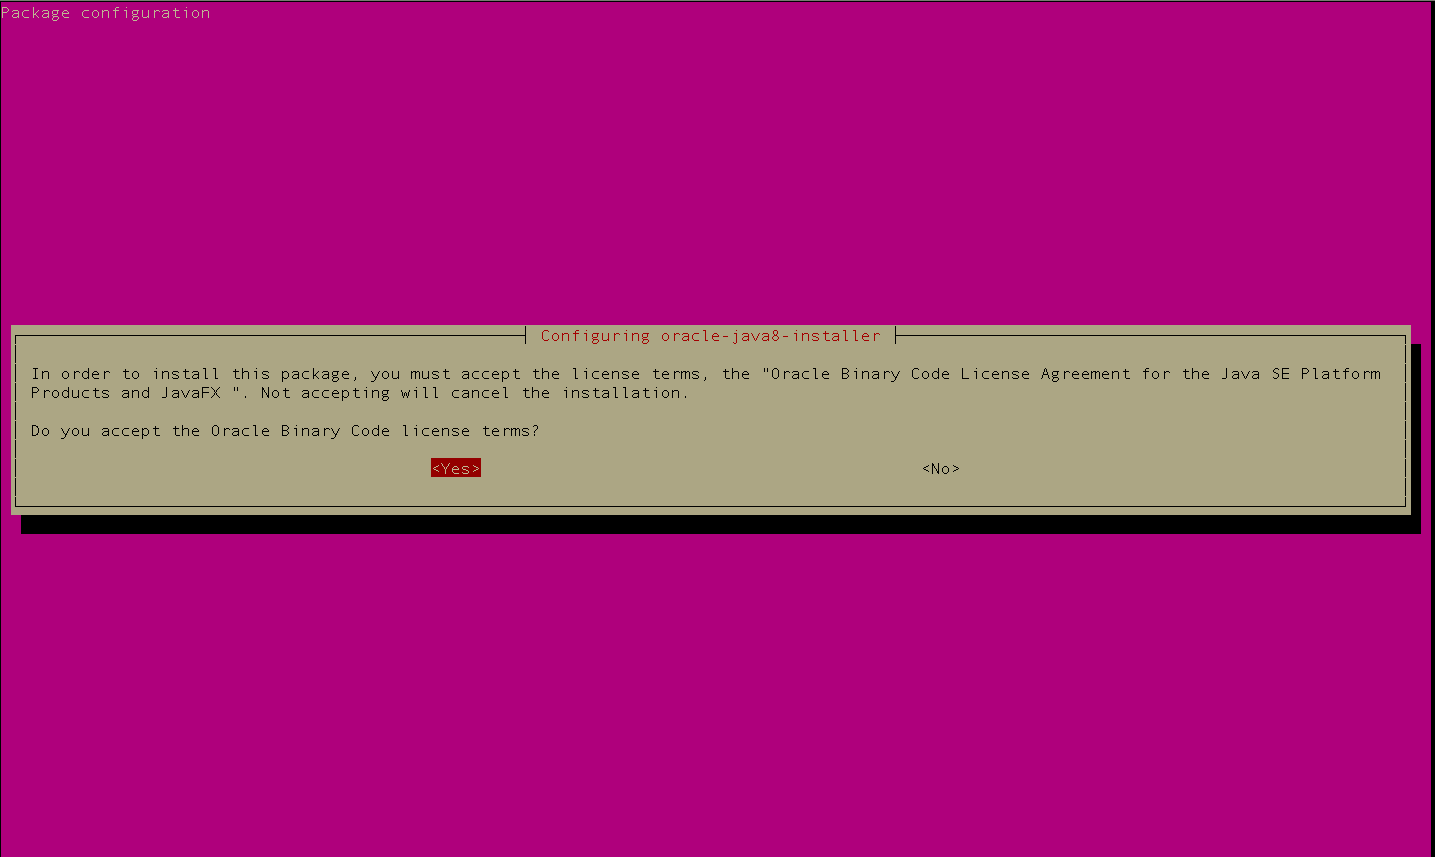 Package configuration
Configuring oracle-java8-installer
In order to install this package, you must accept the license terms, the "Oracle Binary Code License Agreement for the Java SE Platform
Products and JavaFX ". Not accepting will cancel the installation.
Do you accept the Oracle Binary Code license terms?
<Yes> <No>